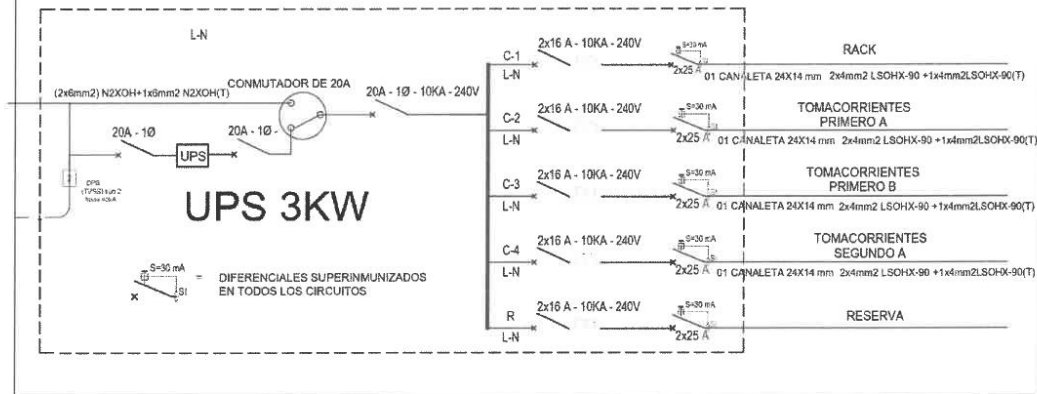 L-N
(2x6mm2) N2XOH+1x6mm2 N2XOH(T)
CONMUTADOR DE 20A
20A - 1Ø - 10KA - 240V
20A - 1Ø
UPS
20A - 1Ø -
DPS
UPS 3KW
S=30 mA
SI
=
DIFERENCIALES SUPERINMUNIZADOS
EN TODOS LOS CIRCUITOS
C-1
L-N
2x16 A - 10KA - 240V
S=30 mA
2x25 A
RACK
01 CANALETA 24X14 mm 2x4mm2 LSOHX-90 +1x4mm2LSOHX-90(T)
C-2
L-N
2x16 A - 10KA - 240V
S=30 mA
2x25 A
TOMACORRIENTES
PRIMERO A
01 CANALETA 24X14 mm 2x4mm2 LSOHX-90 +1x4mm2LSOHX-90(T)
C-3
L-N
2x16 A - 10KA - 240V
S=30 mA
2x25 A
TOMACORRIENTES
PRIMERO B
01 CANALETA 24X14 mm 2x4mm2 LSOHX-90 +1x4mm2LSOHX-90(T)
C-4
L-N
2x16 A - 10KA - 240V
S=30 mA
2x25 A
TOMACORRIENTES
SEGUNDO A
01 CANALETA 24X14 mm 2x4mm2 LSOHX-90 +1x4mm2LSOHX-90(T)
R
L-N
2x16 A - 10KA - 240V
S=30 mA
2x25 A
RESERVA